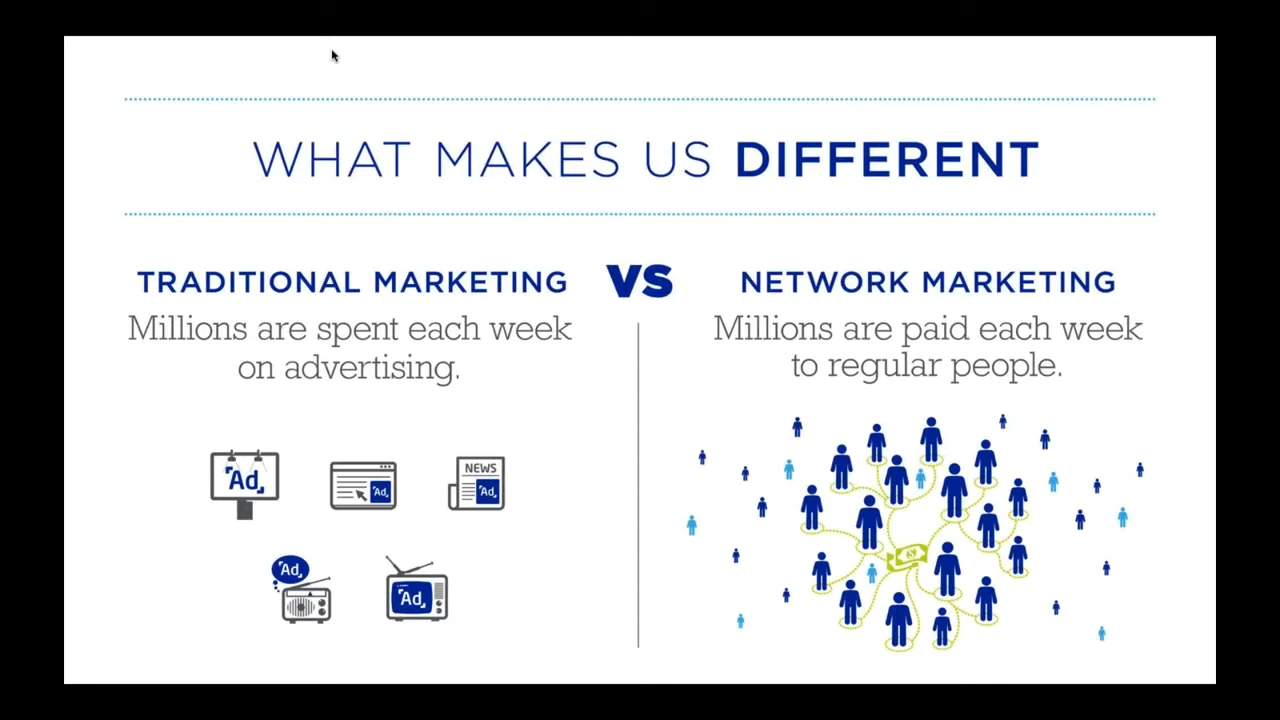 WHAT MAKES US DIFFERENT
TRADITIONAL MARKETING
VS
NETWORK MARKETING
Millions are spent each week
on advertising.
Millions are paid each week
to regular people.
Ad
Ad
NEWS
Ad
Ad
Ad
$